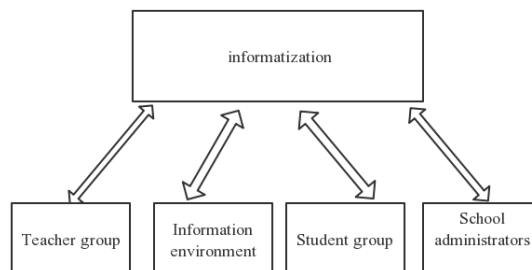 informatization
Teacher group
Information
environment
Student group
School
administrators